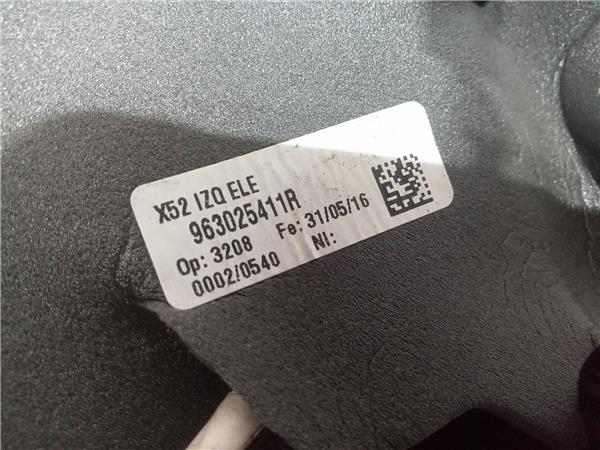 X52 IZQ ELE
963025411R
Op: 3208 Fe: 31/05/16
0002/0540 NI: